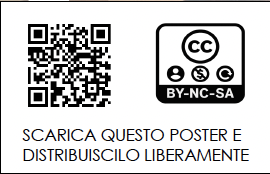 CC
BY-NC-SA
SCARICA QUESTO POSTER E
DISTRIBUISCILO LIBERAMENTE